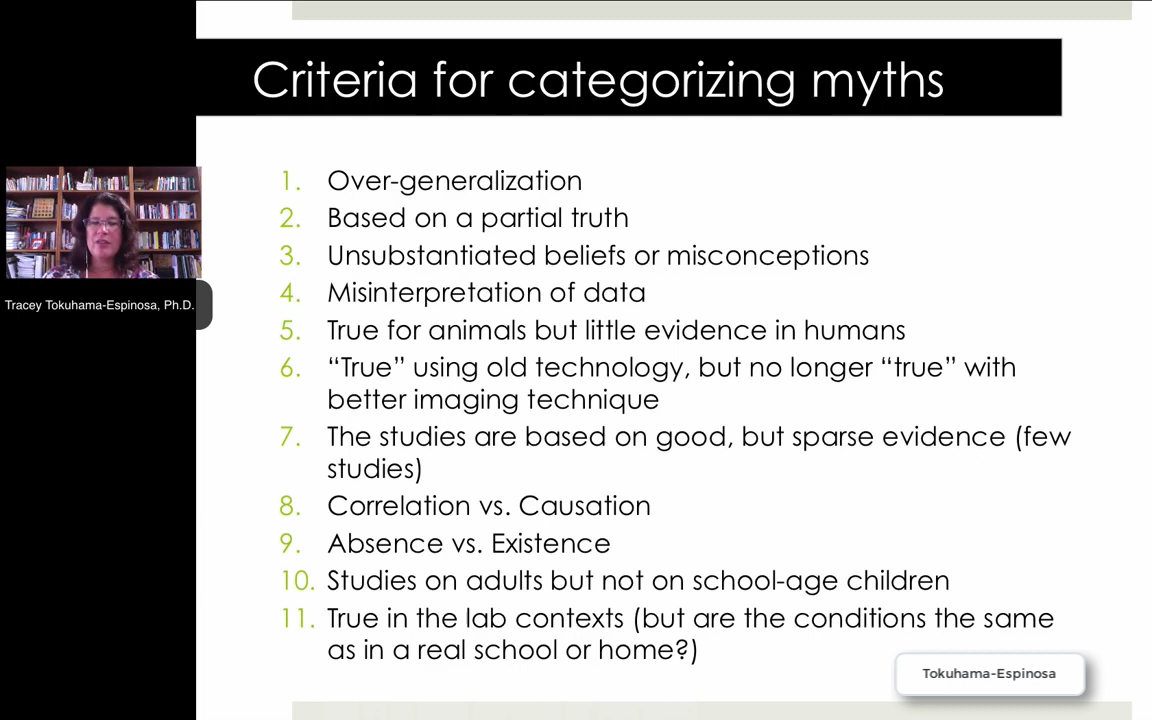 Criteria for categorizing myths
Tracey Tokuhama-Espinosa, Ph.D.
1. Over-generalization
2. Based on a partial truth
3. Unsubstantiated beliefs or misconceptions
4. Misinterpretation of data
5. True for animals but little evidence in humans
6. “True” using old technology, but no longer “true” with
better imaging technique
7. The studies are based on good, but sparse evidence (few
studies)
8. Correlation vs. Causation
9. Absence vs. Existence
10. Studies on adults but not on school-age children
11. True in the lab contexts (but are the conditions the same
as in a real school or home?)
Tokuhama-Espinosa